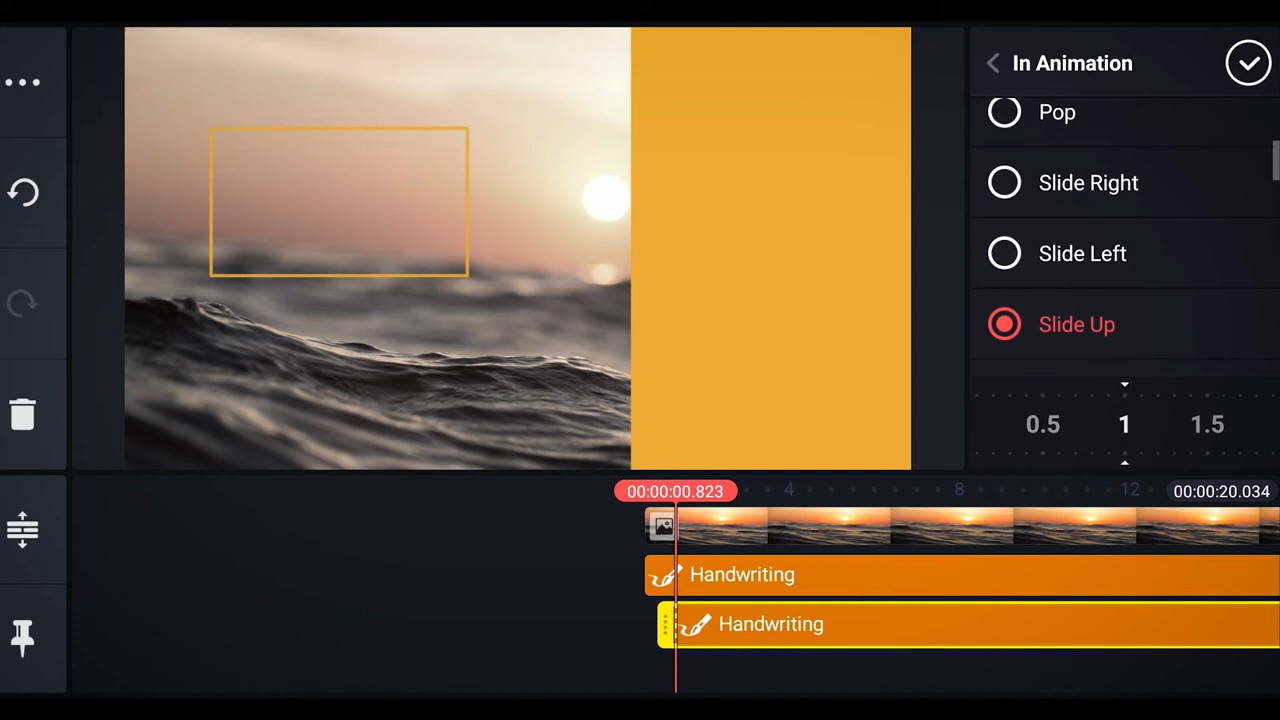 In Animation
Pop
Slide Right
Slide Left
Slide Up
0.5 1 1.5
00:00:00.823 4 8 12 00:00:20.034
Handwriting
Handwriting